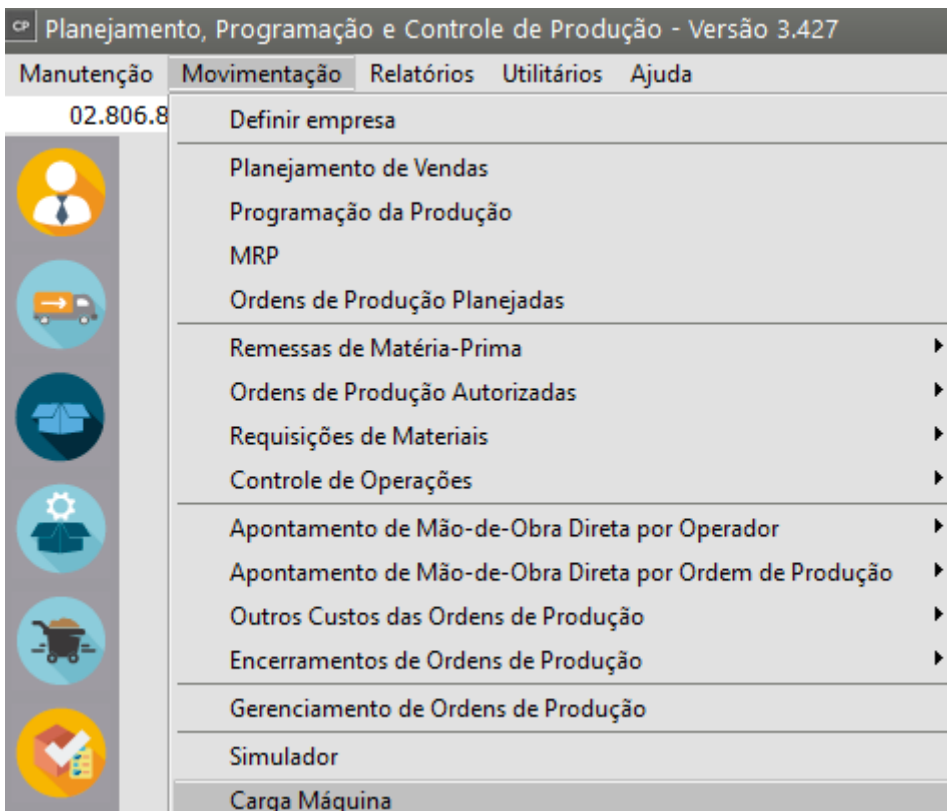 CP Planejamento, Programação e Controle de Produção - Versão 3.427
Manutenção Movimentação Relatórios Utilitários Ajuda
02.806.8
Definir empresa
Planejamento de Vendas
Programação da Produção
MRP
Ordens de Produção Planejadas
Remessas de Matéria-Prima
Ordens de Produção Autorizadas
Requisições de Materiais
Controle de Operações
Apontamento de Mão-de-Obra Direta por Operador
Apontamento de Mão-de-Obra Direta por Ordem de Produção
Outros Custos das Ordens de Produção
Encerramentos de Ordens de Produção
Gerenciamento de Ordens de Produção
Simulador
Carga Máquina